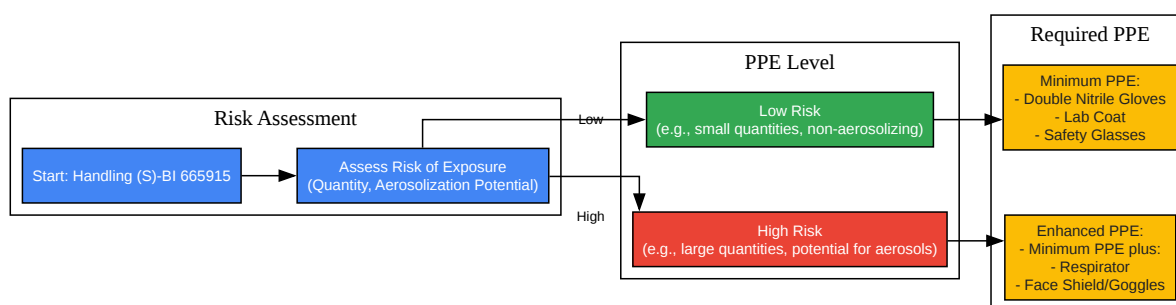 Risk Assessment
Start: Handling (S)-BI 665915
Assess Risk of Exposure
(Quantity, Aerosolization Potential)
Low
High
PPE Level
Low Risk
(e.g., small quantities, non-aerosolizing)
High Risk
(e.g., large quantities, potential for aerosols)
Required PPE
Minimum PPE:
- Double Nitrile Gloves
- Lab Coat
- Safety Glasses
Enhanced PPE:
- Minimum PPE plus:
- Respirator
- Face Shield/Goggles